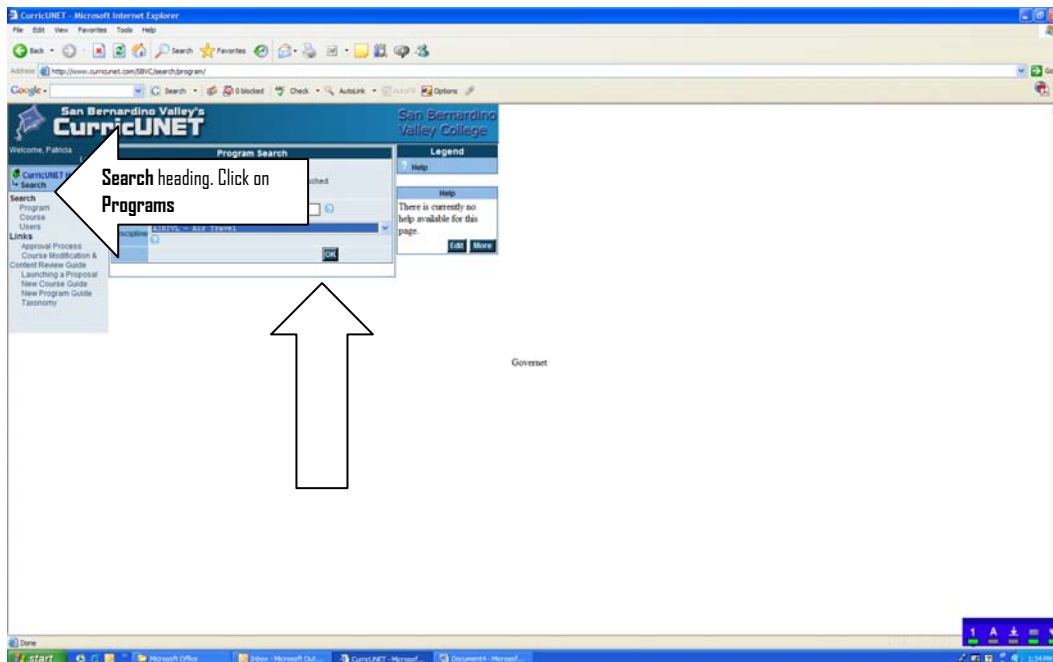 CurricUNET - Microsoft Internet Explorer
File Edit View Favorites Tools Help
Back Search Favorites
Address http://www.curricunet.com/SBVC/search/program/ Go
Google Search 0 blocked Check AutoLink AutoFill Options
San Bernardino Valley's
CurricUNET
San Bernardino
Valley College
Welcome, Patricia
CurricUNET
Search
Search
Program
Course
Users
Links
Approval Process
Course Modification &
Content Review Guide
Launching a Proposal
New Course Guide
New Program Guide
Taxonomy
Program Search
Search heading. Click on
Programs
- Air Travel
OK
Legend
Help
Help
There is currently no
help available for this
page.
Edit More
Governet
Done
1 A
start Microsoft Office Inbox - Microsoft Out... CurricUNET - Microsof... Document4 - Microsof... 1:34 PM